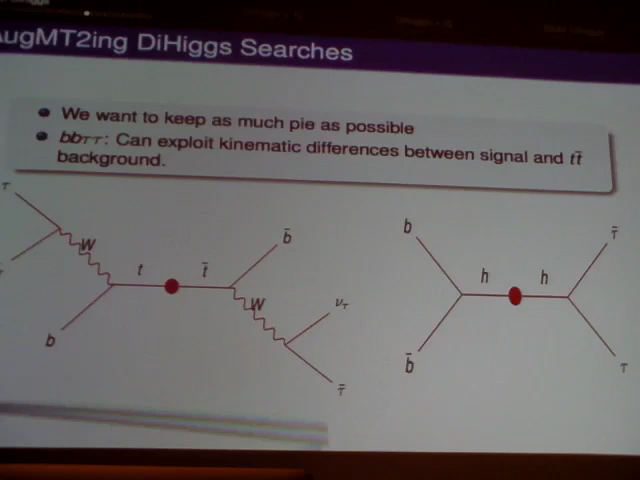 AugMT2ing DiHiggs Searches
We want to keep as much pie as possible
bbττ: Can exploit kinematic differences between signal and tt̄
background.
τ
W
t
t̄
b̄
W
ν_τ
τ̄
b
b
b̄
h
h
τ̄
τ